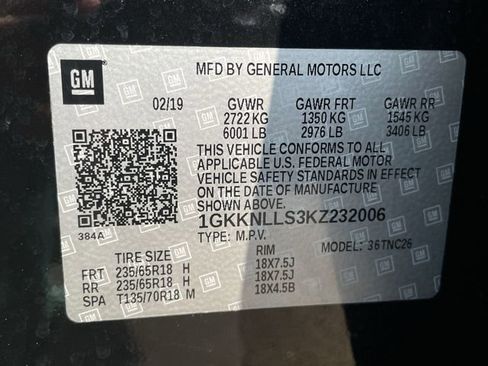 GM
MFD BY GENERAL MOTORS LLC
02/19 GVWR GAWR FRT GAWR RR
2722 KG 1350 KG 1545 KG
6001 LB 2976 LB 3406 LB
THIS VEHICLE CONFORMS TO ALL
APPLICABLE U.S. FEDERAL MOTOR
VEHICLE SAFETY STANDARDS IN EFFECT
ON THE DATE OF MANUFACTURE
SHOWN ABOVE.
1GKKNLLS3KZ232006
384A TYPE: M.P.V. MODEL: 36TNC26
TIRE SIZE RIM
FRT 235/65R18 H 18X7.5J
RR 235/65R18 H 18X7.5J
SPA T135/70R18 M 18X4.5B